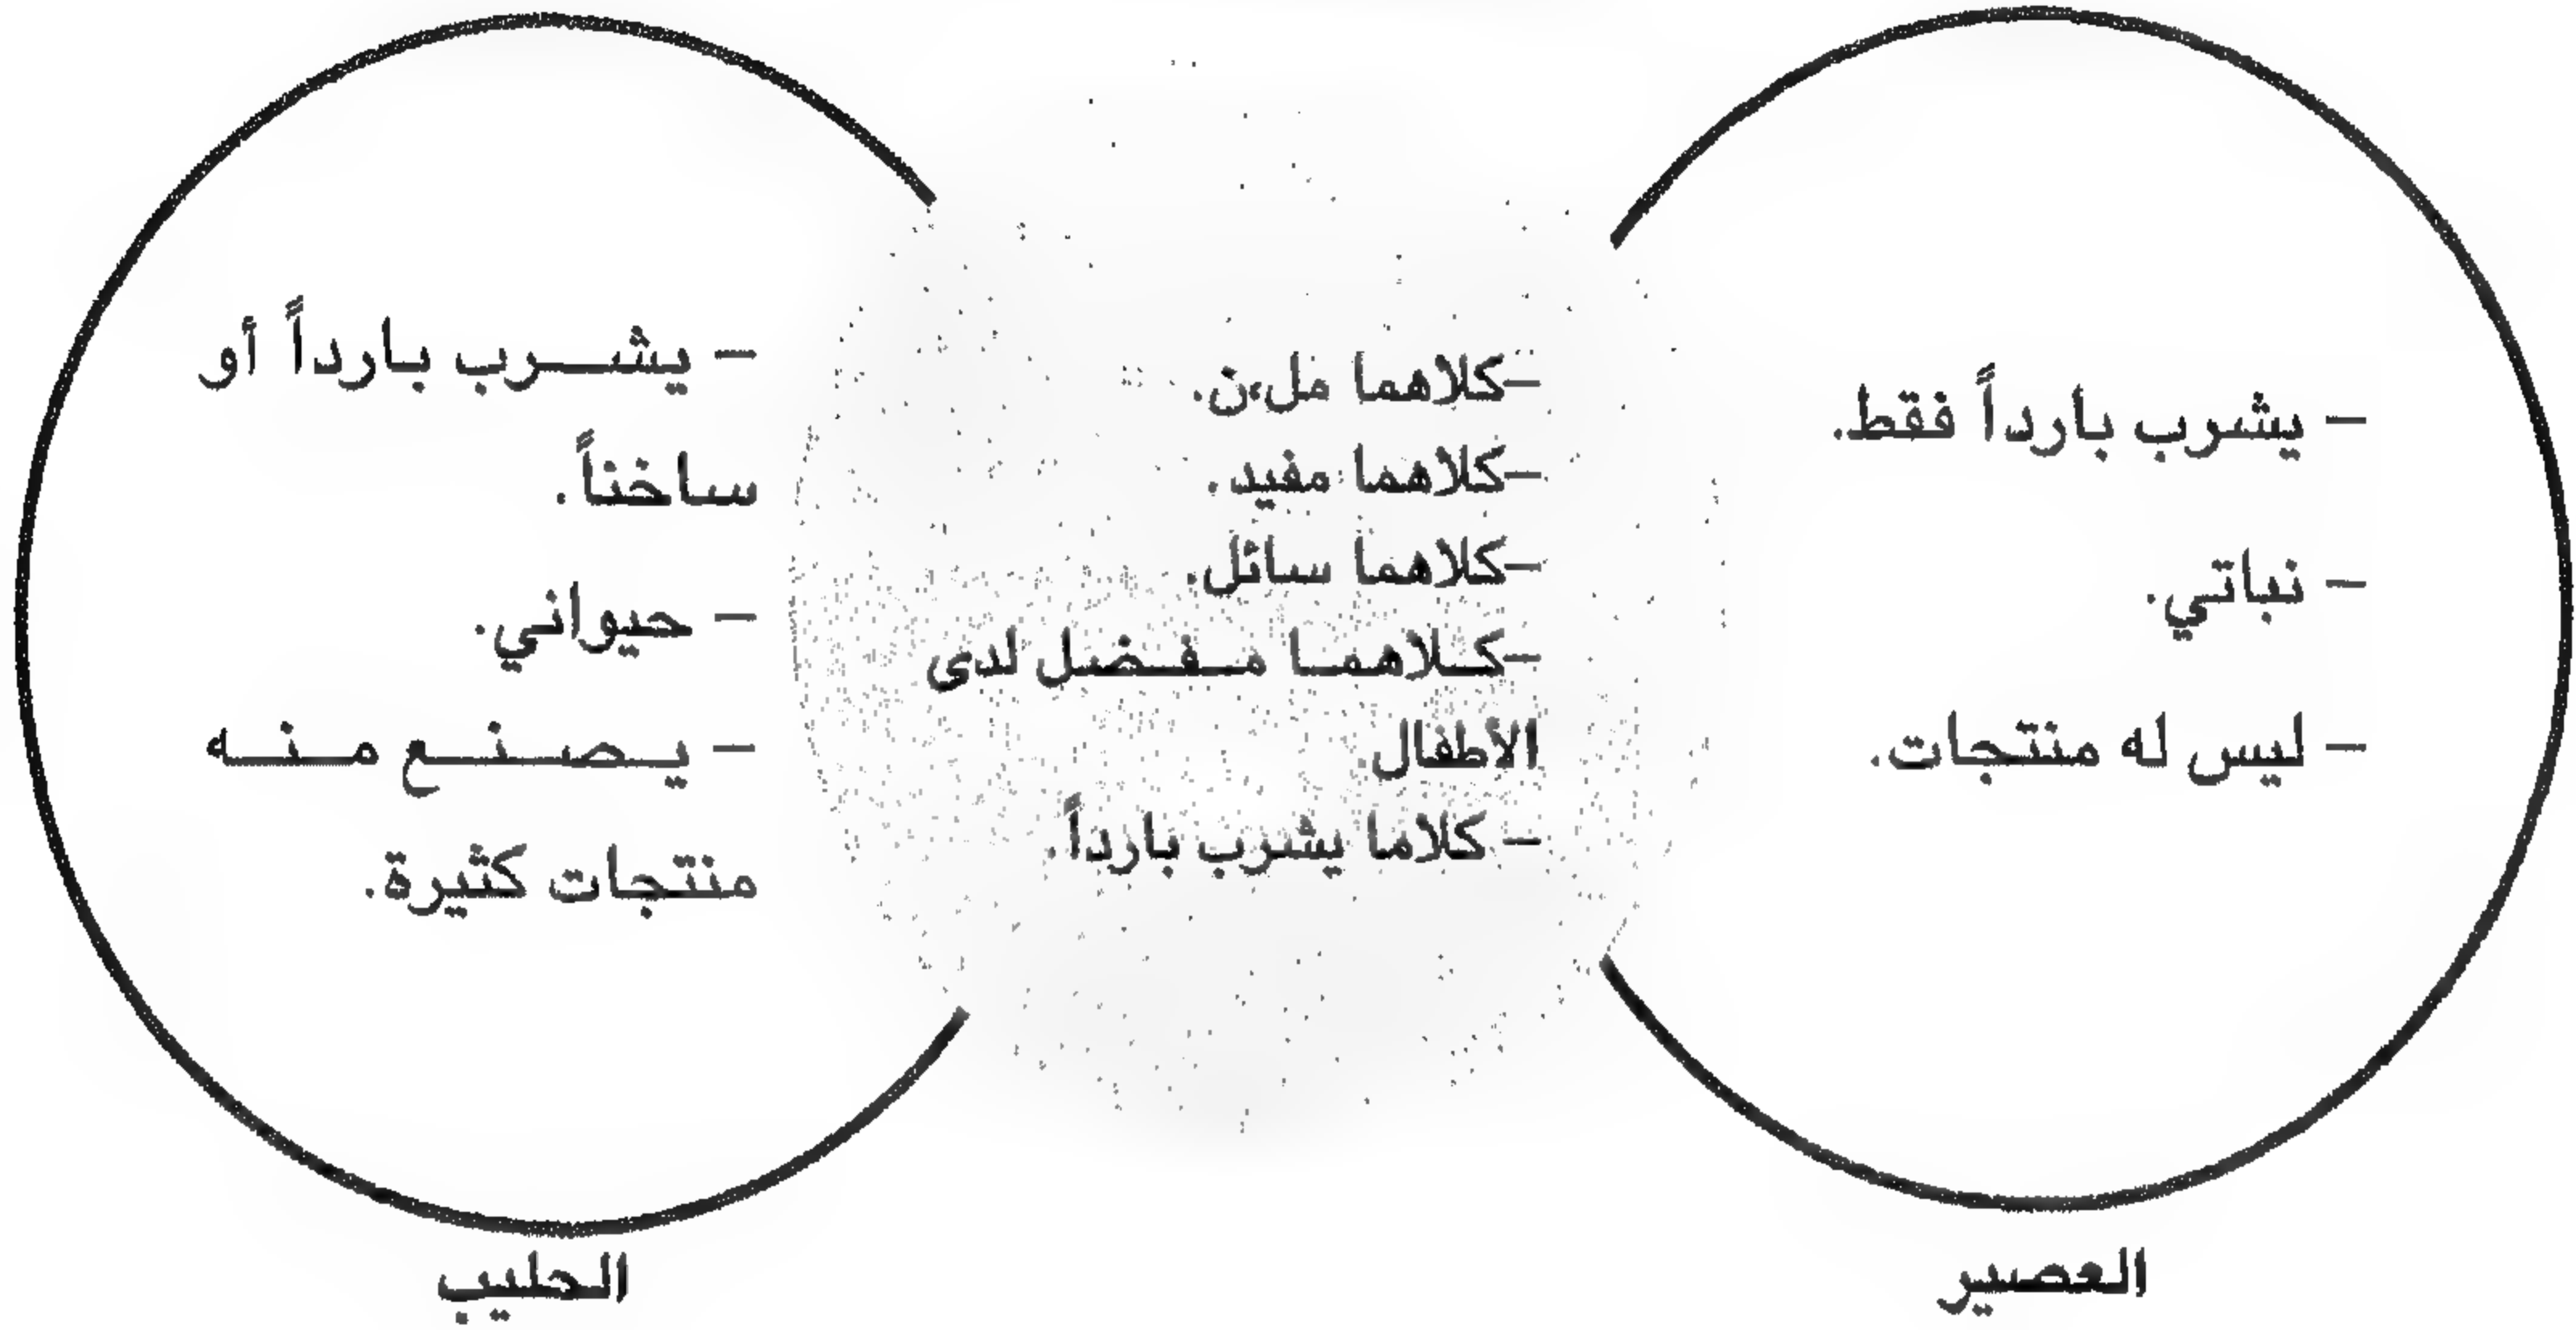 – يشرب بارداً فقط.
– نباتي.
– ليس له منتجات.
–كلاهما ملءن.
–كلاهما مفيد.
–كلاهما سائل.
–كلاهما مفضل لدى
الأطفال.
– كلاما يشرب بارداً.
– يشرب بارداً أو
ساخناً.
– حيواني.
– يصنع منه
منتجات كثيرة.
العصير
الحليب